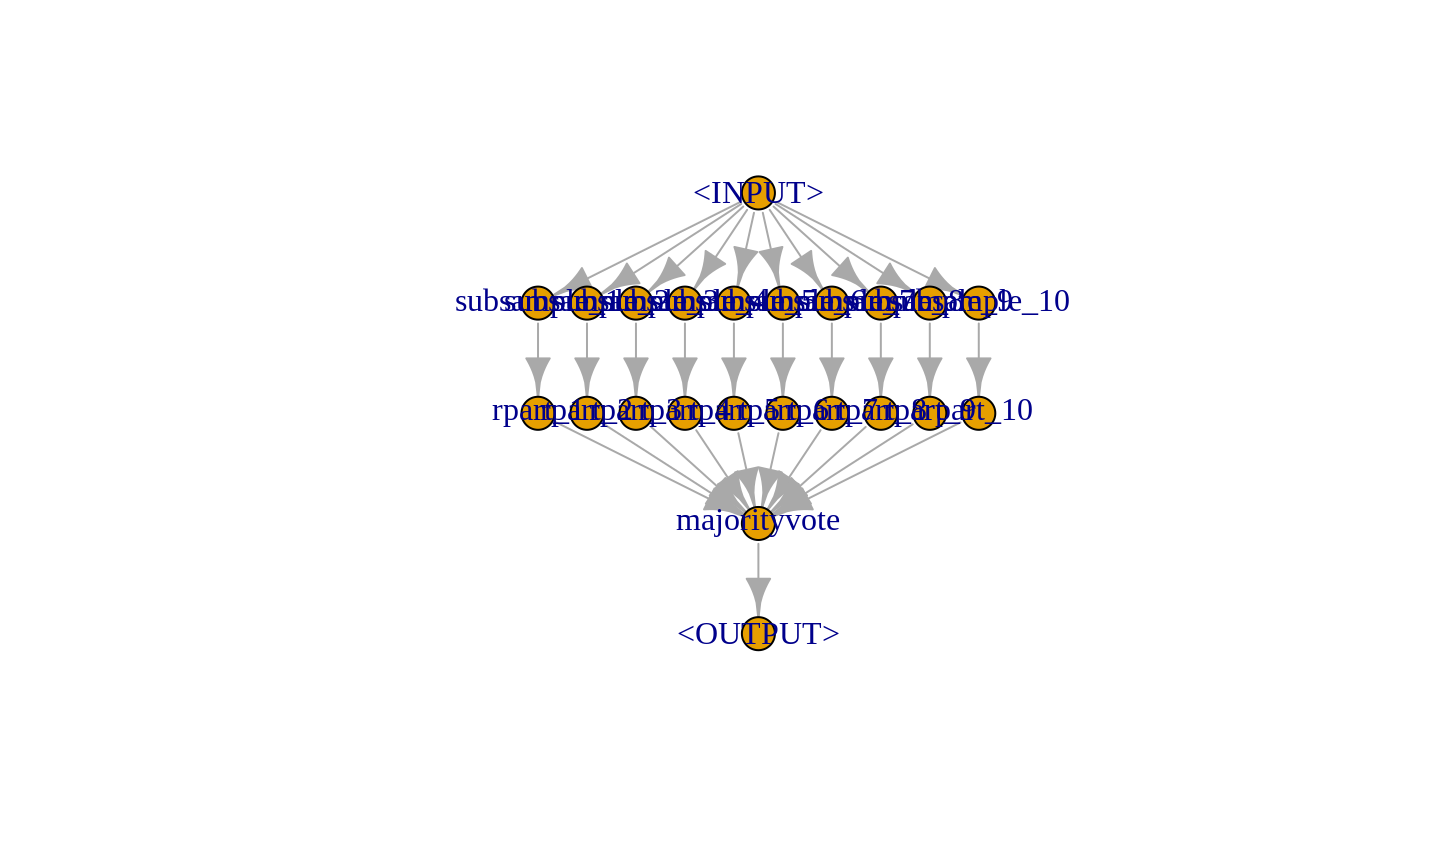 <INPUT>
subsample_1 subsample_2 subsample_3 subsample_4 subsample_5 subsample_6 subsample_7 subsample_8 subsample_9 subsample_10
rpart_1 rpart_2 rpart_3 rpart_4 rpart_5 rpart_6 rpart_7 rpart_8 rpart_9 rpart_10
majorityvote
<OUTPUT>